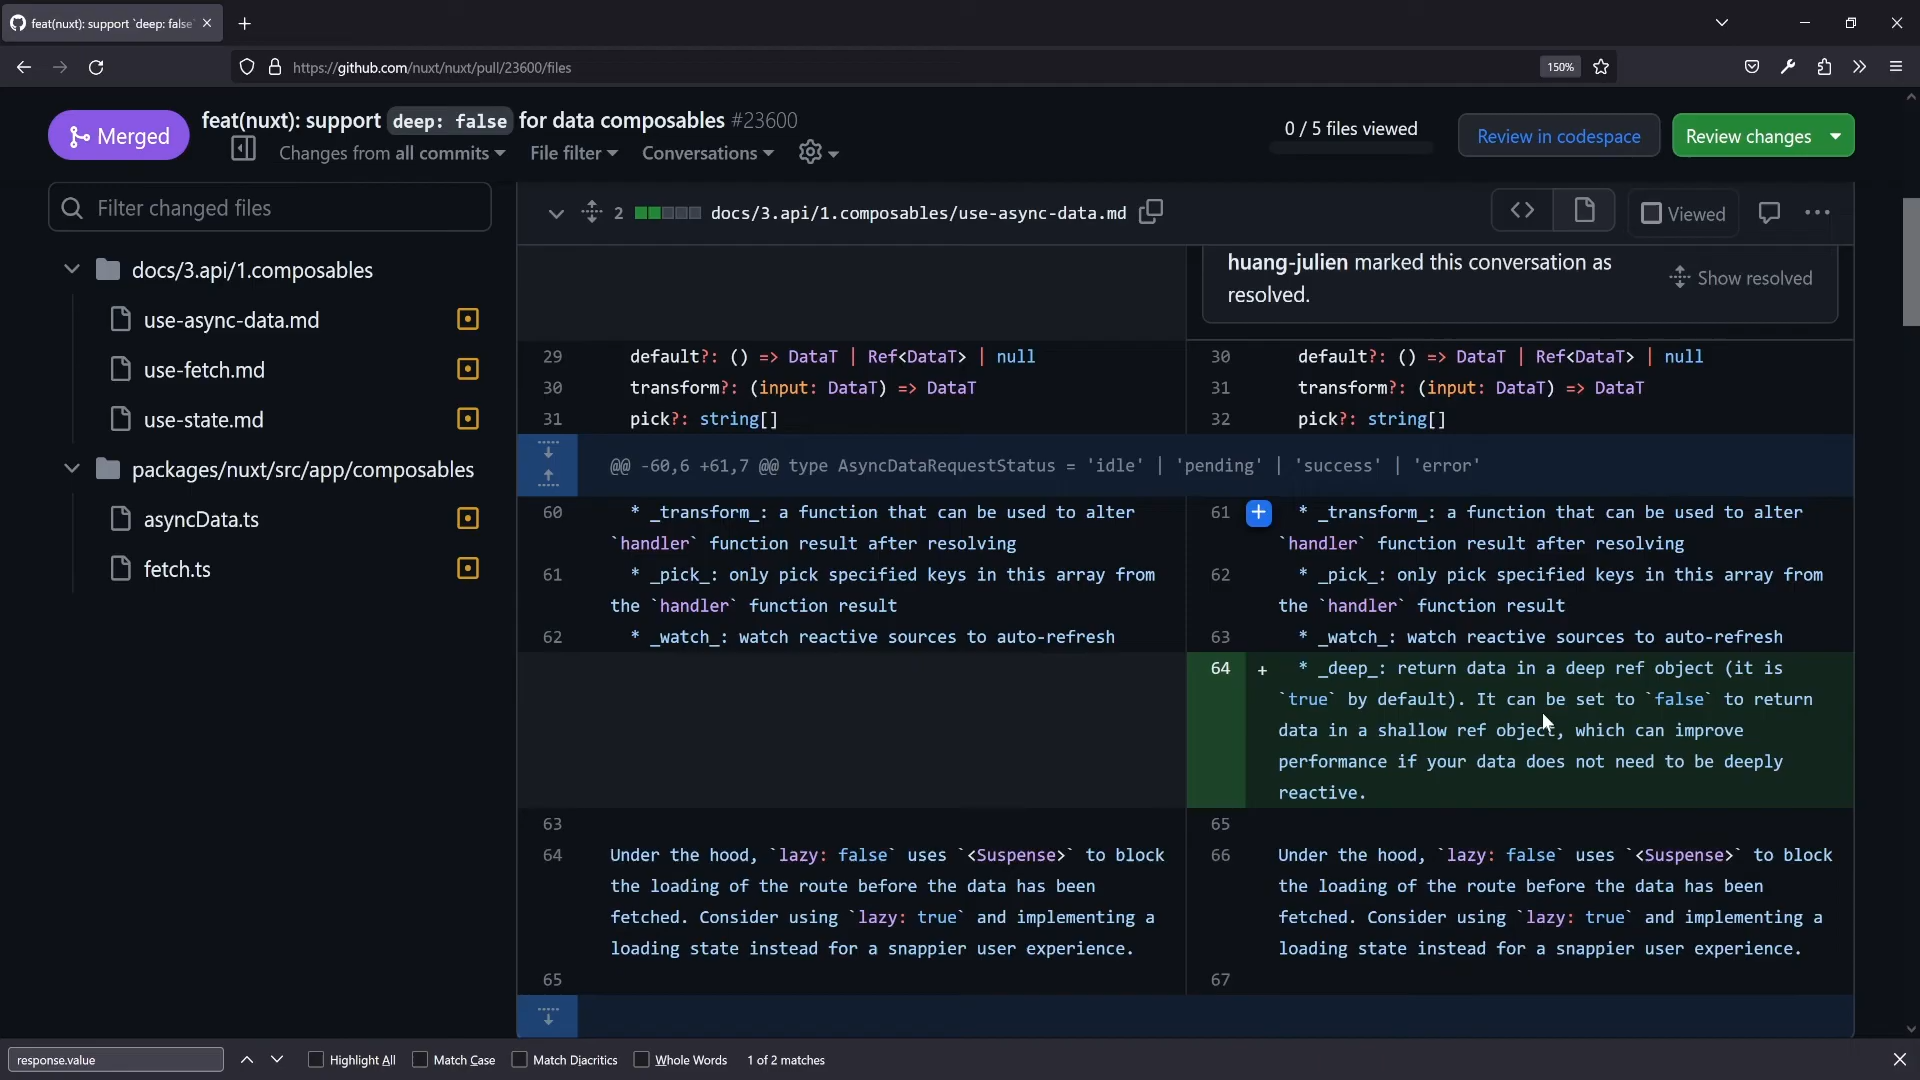 feat(nuxt): support `deep: false`
https://github.com/nuxt/nuxt/pull/23600/files
150%
Merged
feat(nuxt): support deep: false for data composables #23600
Changes from all commits
File filter
Conversations
0 / 5 files viewed
Review in codespace
Review changes
Filter changed files
docs/3.api/1.composables
use-async-data.md
use-fetch.md
use-state.md
packages/nuxt/src/app/composables
asyncData.ts
fetch.ts
2 docs/3.api/1.composables/use-async-data.md
Viewed
huang-julien marked this conversation as
resolved.
Show resolved
29 default?: () => DataT | Ref<DataT> | null
30 transform?: (input: DataT) => DataT
31 pick?: string[]
30 default?: () => DataT | Ref<DataT> | null
31 transform?: (input: DataT) => DataT
32 pick?: string[]
@@ -60,6 +61,7 @@ type AsyncDataRequestStatus = 'idle' | 'pending' | 'success' | 'error'
60 * _transform_: a function that can be used to alter
`handler` function result after resolving
61 * _pick_: only pick specified keys in this array from
the `handler` function result
62 * _watch_: watch reactive sources to auto-refresh
63
64 Under the hood, `lazy: false` uses `<Suspense>` to block
the loading of the route before the data has been
fetched. Consider using `lazy: true` and implementing a
loading state instead for a snappier user experience.
65
61 + * _transform_: a function that can be used to alter
`handler` function result after resolving
62 * _pick_: only pick specified keys in this array from
the `handler` function result
63 * _watch_: watch reactive sources to auto-refresh
64 + * _deep_: return data in a deep ref object (it is
`true` by default). It can be set to `false` to return
data in a shallow ref object, which can improve
performance if your data does not need to be deeply
reactive.
65
66 Under the hood, `lazy: false` uses `<Suspense>` to block
the loading of the route before the data has been
fetched. Consider using `lazy: true` and implementing a
loading state instead for a snappier user experience.
67
response.value
Highlight All
Match Case
Match Diacritics
Whole Words
1 of 2 matches